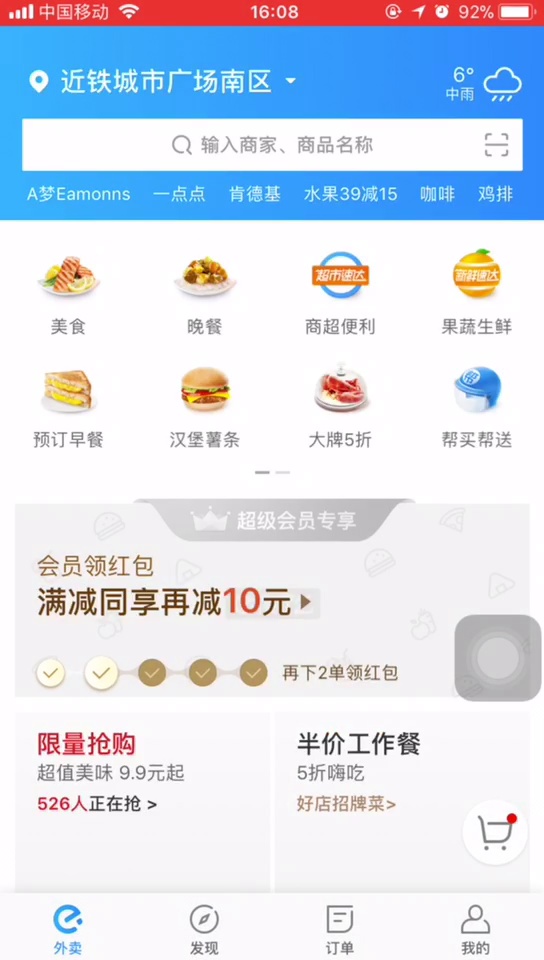 中国移动
16:08
92%
近铁城市广场南区
6°
中雨
输入商家、商品名称
A梦Eamonns 一点点 肯德基 水果39减15 咖啡 鸡排
超市速达 新鲜速达
美食 晚餐 商超便利 果蔬生鲜
帮
预订早餐 汉堡薯条 大牌5折 帮买帮送
超级会员专享
会员领红包
满减同享再减10元
再下2单领红包
限量抢购
超值美味 9.9元起
526人正在抢 >
半价工作餐
5折嗨吃
好店招牌菜>
外卖 发现 订单 我的